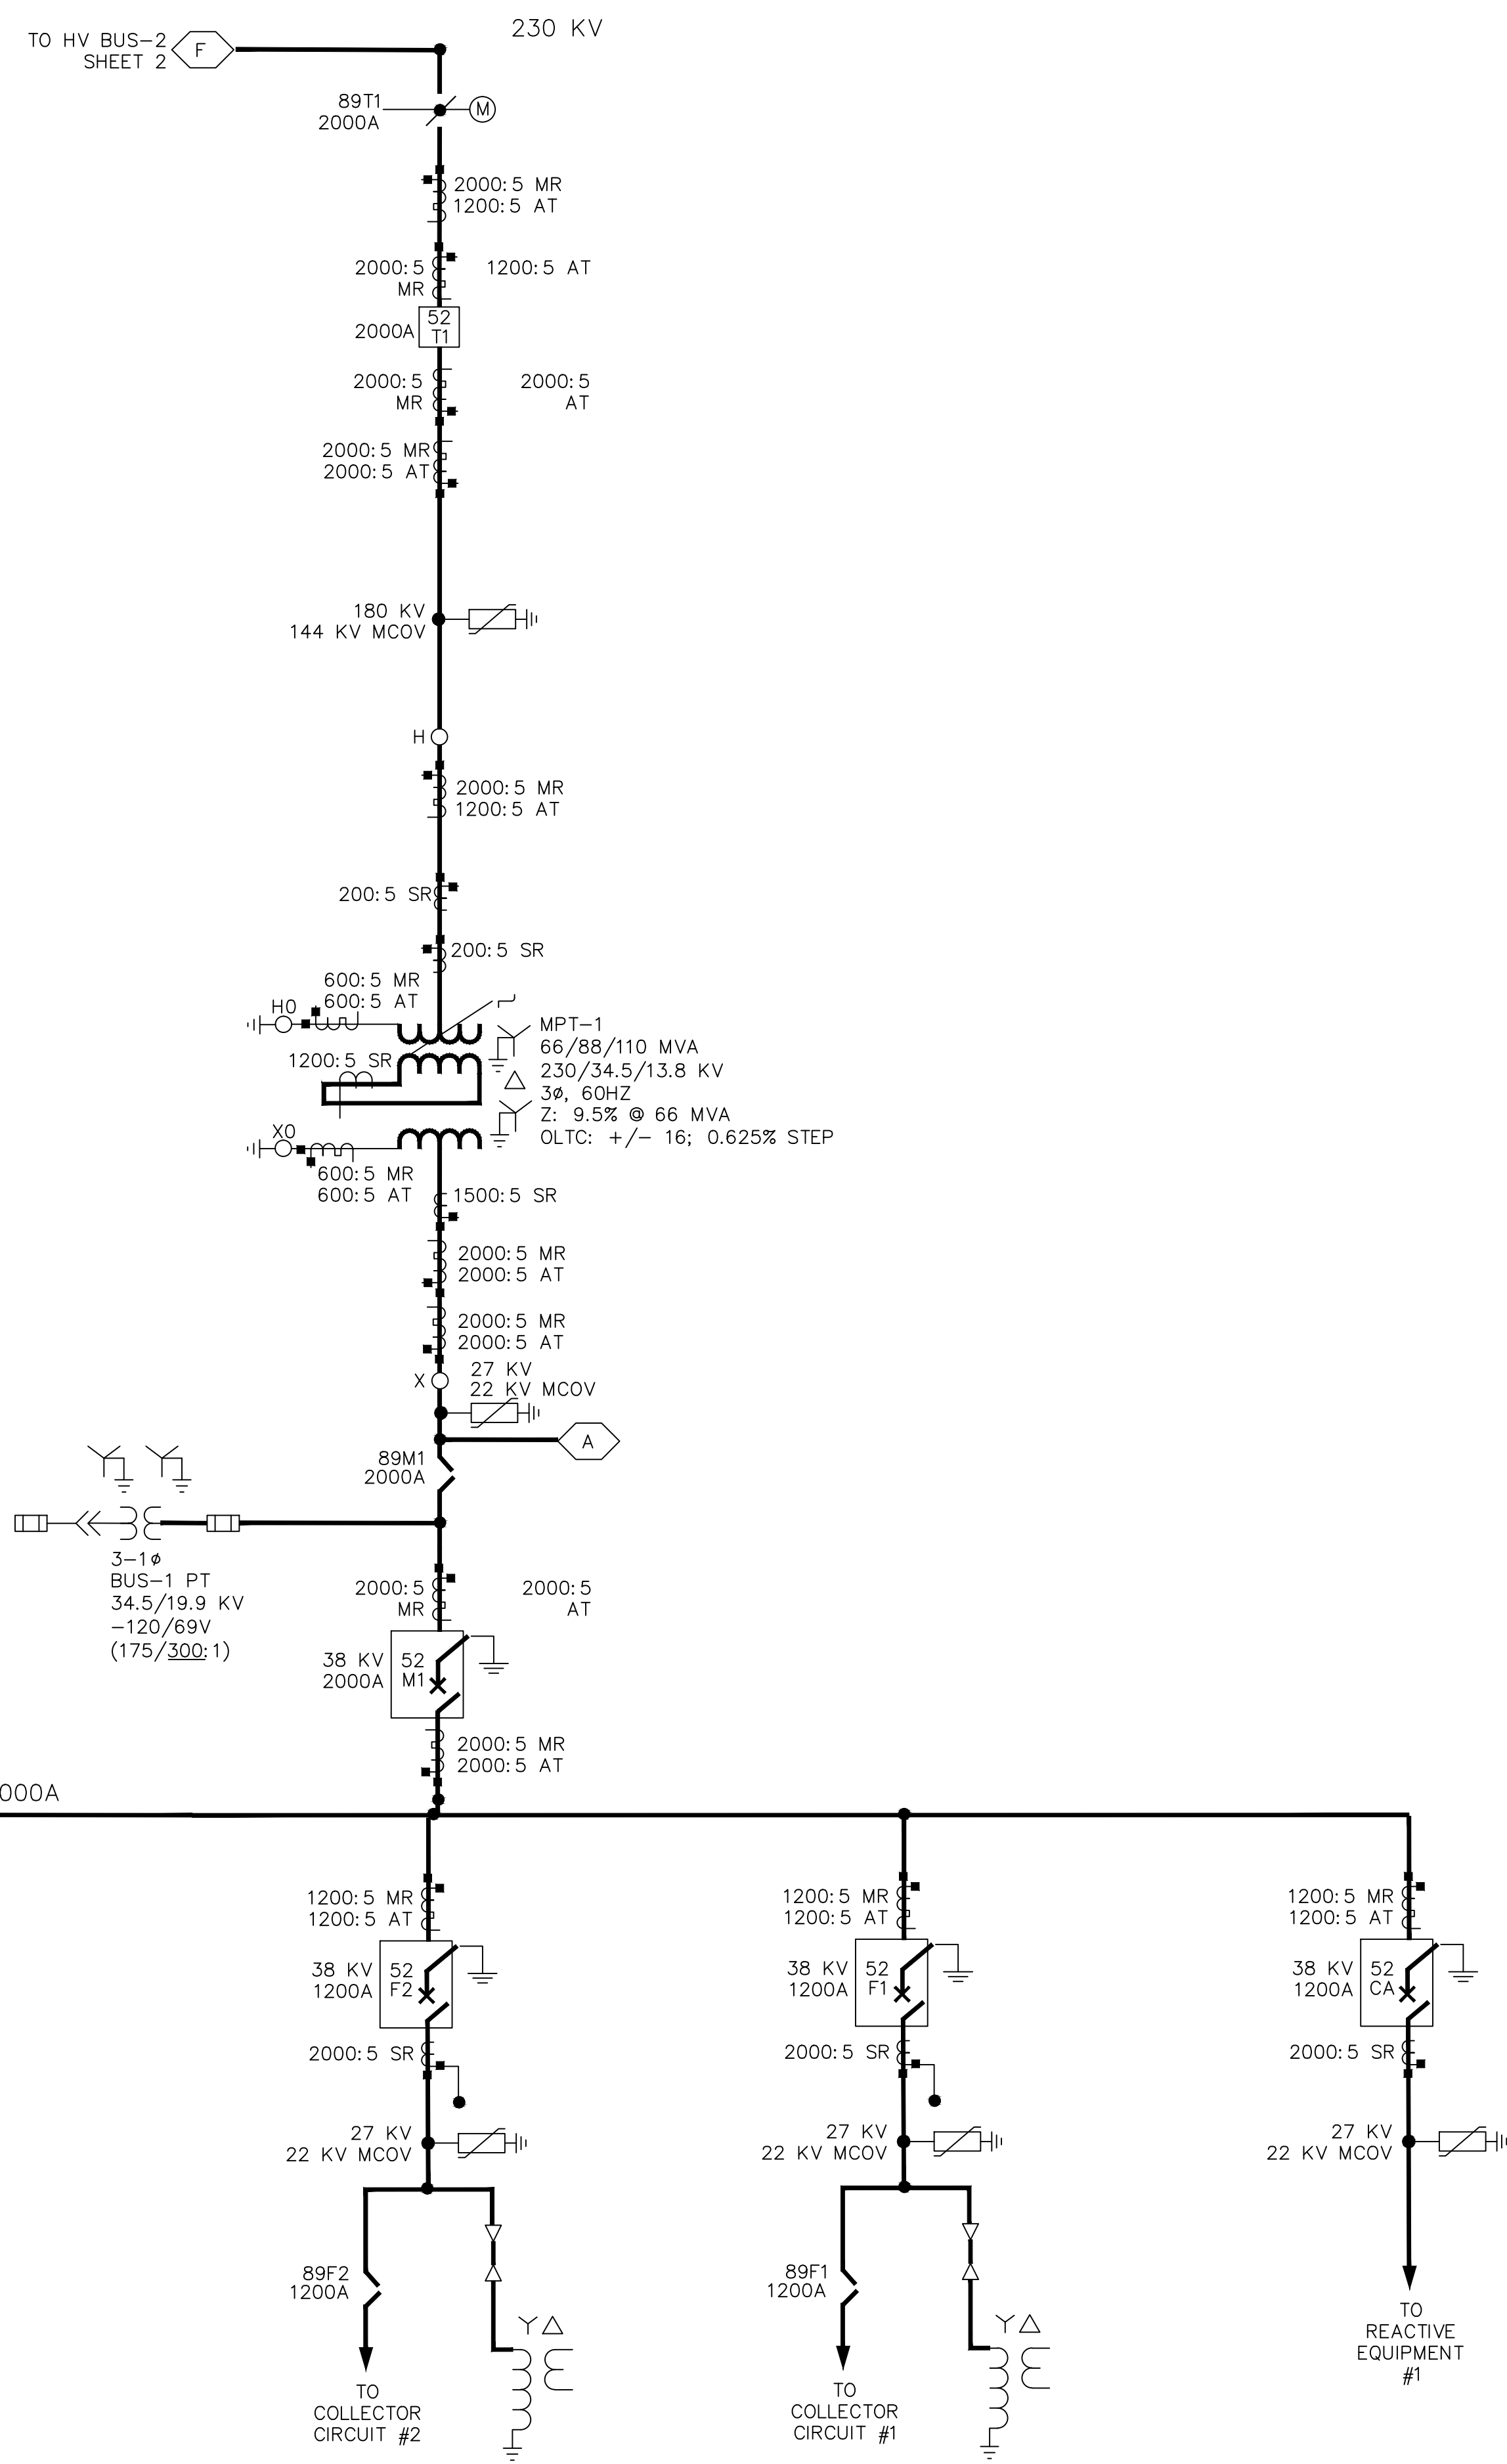 230 KV
TO HV BUS-2
SHEET 2
F
89T1
2000A
M
2000:5 MR
1200:5 AT
2000:5
MR
1200:5 AT
2000A
52
T1
2000:5
MR
2000:5
AT
2000:5 MR
2000:5 AT
180 KV
144 KV MCOV
H
2000:5 MR
1200:5 AT
200:5 SR
200:5 SR
600:5 MR
600:5 AT
H0
1200:5 SR
MPT-1
66/88/110 MVA
230/34.5/13.8 KV
3ø, 60HZ
Z: 9.5% @ 66 MVA
OLTC: +/- 16; 0.625% STEP
X0
600:5 MR
600:5 AT
1500:5 SR
2000:5 MR
2000:5 AT
2000:5 MR
2000:5 AT
X
27 KV
22 KV MCOV
A
89M1
2000A
3-1ø
BUS-1 PT
34.5/19.9 KV
-120/69V
(175/300:1)
2000:5
MR
2000:5
AT
38 KV
2000A
52
M1
2000:5 MR
2000:5 AT
000A
1200:5 MR
1200:5 AT
38 KV
1200A
52
F2
2000:5 SR
27 KV
22 KV MCOV
89F2
1200A
TO
COLLECTOR
CIRCUIT #2
1200:5 MR
1200:5 AT
38 KV
1200A
52
F1
2000:5 SR
27 KV
22 KV MCOV
89F1
1200A
TO
COLLECTOR
CIRCUIT #1
1200:5 MR
1200:5 AT
38 KV
1200A
52
CA
2000:5 SR
27 KV
22 KV MCOV
TO
REACTIVE
EQUIPMENT
#1